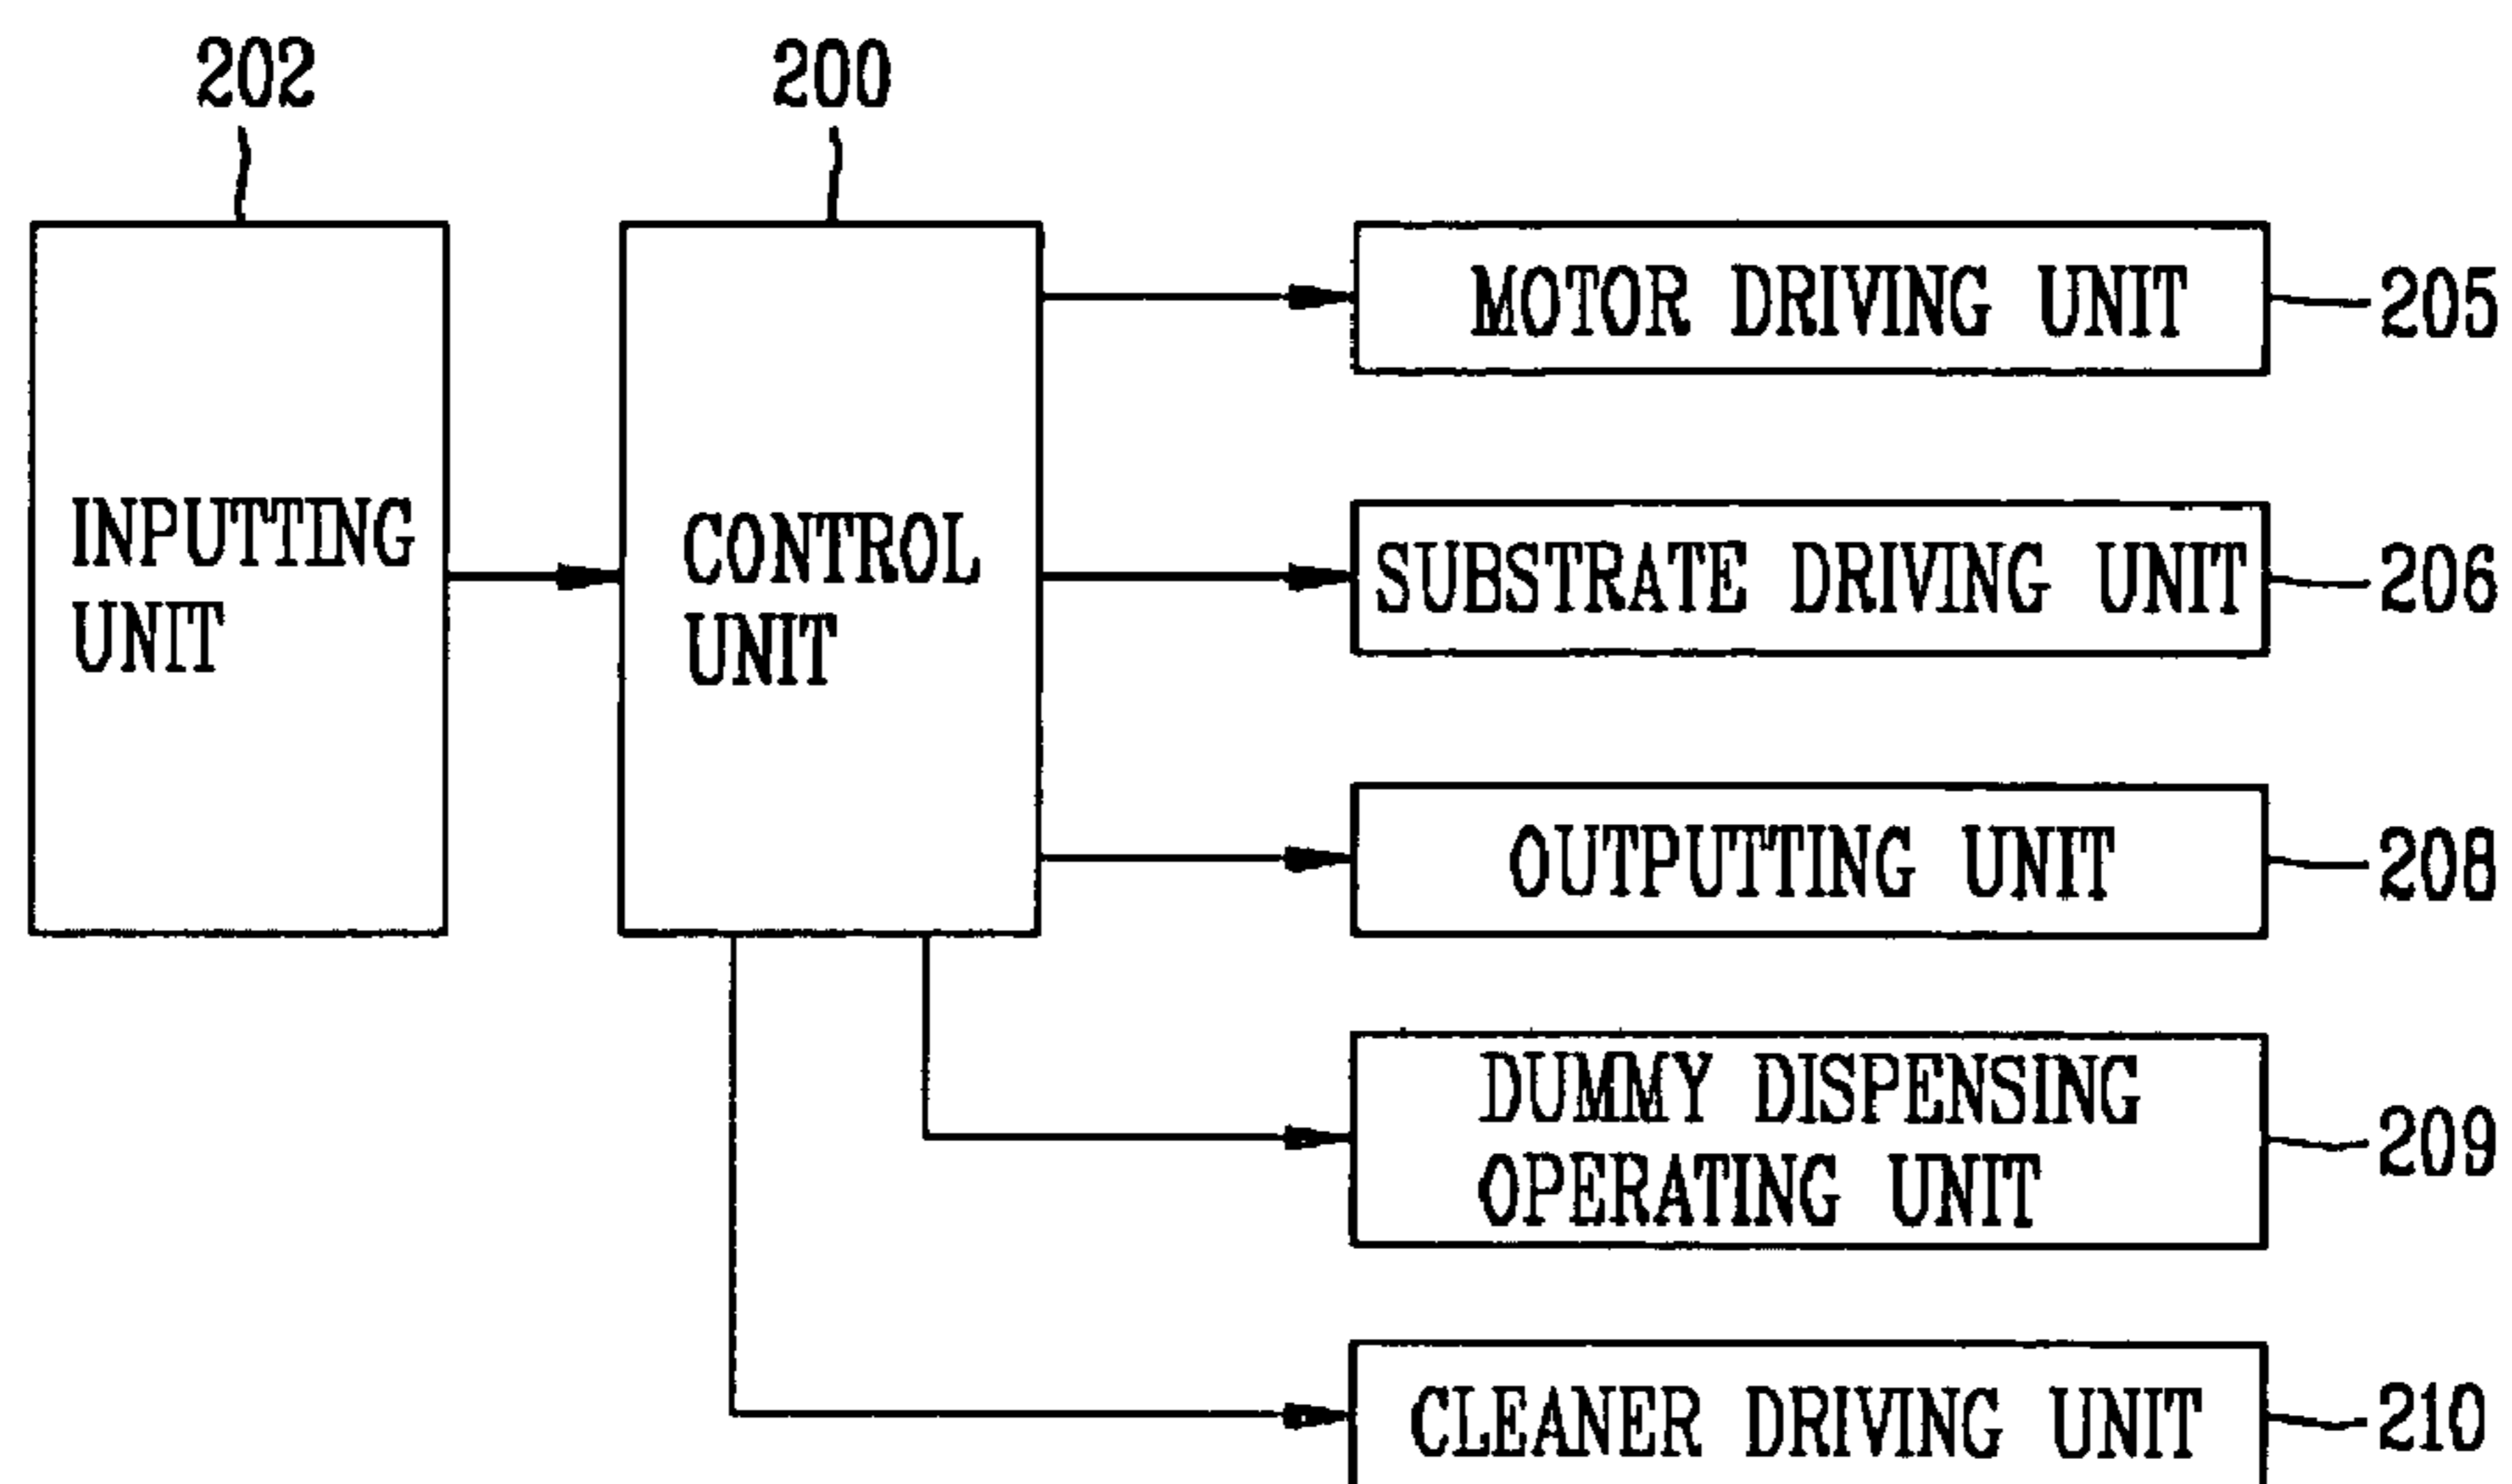 202
200
INPUTTING
UNIT
CONTROL
UNIT
MOTOR DRIVING UNIT
205
SUBSTRATE DRIVING UNIT
206
OUTPUTTING UNIT
208
DUMMY DISPENSING
OPERATING UNIT
209
CLEANER DRIVING UNIT
210